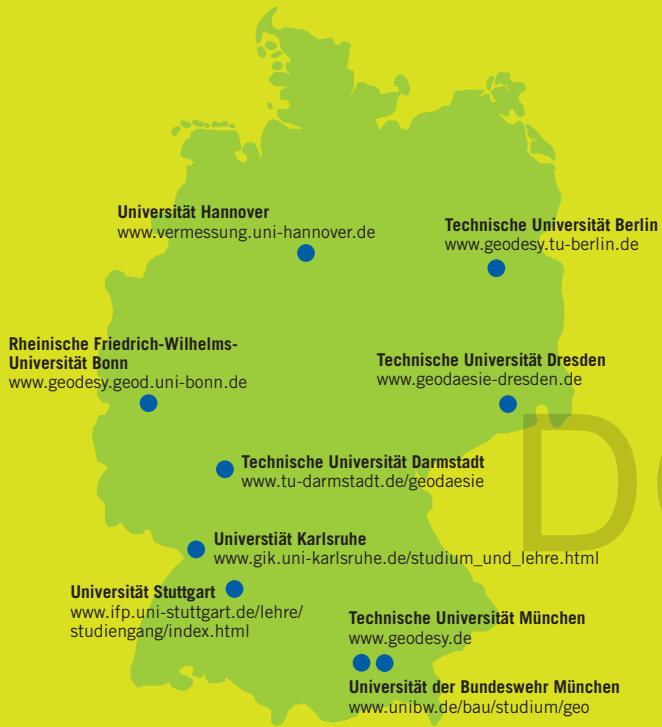 Universität Hannover
www.vermessung.uni-hannover.de
Technische Universität Berlin
www.geodesy.tu-berlin.de
Rheinische Friedrich-Wilhelms-
Universität Bonn
www.geodesy.geod.uni-bonn.de
Technische Universität Dresden
www.geodaesie-dresden.de
Technische Universität Darmstadt
www.tu-darmstadt.de/geodaesie
Universtiät Karlsruhe
www.gik.uni-karlsruhe.de/studium_und_lehre.html
Universität Stuttgart
www.ifp.uni-stuttgart.de/lehre/
studiengang/index.html
Technische Universität München
www.geodesy.de
Universität der Bundeswehr München
www.unibw.de/bau/studium/geo